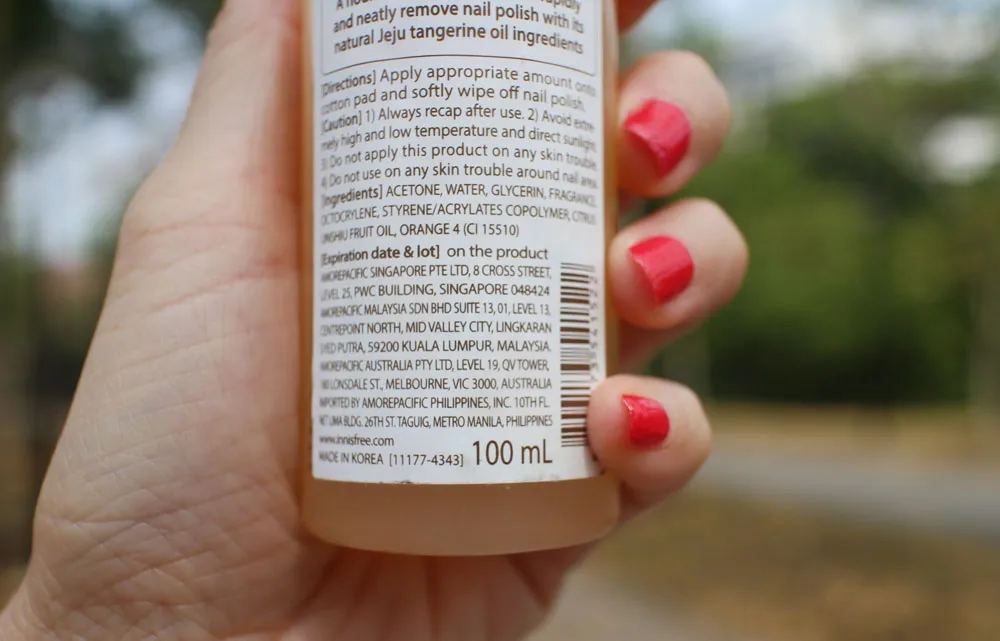 A
and neatly remove nail polish with its
natural Jeju tangerine oil ingredients
[Directions] Apply appropriate amount
cotton pad and softly wipe off nail polish.
[Caution] 1) Always recap after use. 2) Avoid extre-
mely high and low temperature and direct sunlight.
3) Do not apply this product on any skin trouble.
4) Do not use on any skin trouble around nail area.
[Ingredients] ACETONE, WATER, GLYCERIN, FRAGRANCE,
OCTOCRYLENE, STYRENE/ACRYLATES COPOLYMER, CITRUS
UNSHIU FRUIT OIL, ORANGE 4 (CI 15510)
[Expiration date & lot] on the product
AMOREPACIFIC SINGAPORE PTE LTD, 8 CROSS STREET,
LEVEL 25, PWC BUILDING, SINGAPORE 048424
AMOREPACIFIC MALAYSIA SDN BHD SUITE 13, 01, LEVEL 13,
CENTREPOINT NORTH, MID VALLEY CITY, LINGKARAN
SYED PUTRA, 59200 KUALA LUMPUR, MALAYSIA.
AMOREPACIFIC AUSTRALIA PTY LTD, LEVEL 19, QV TOWER,
180 LONSDALE ST., MELBOURNE, VIC 3000, AUSTRALIA
IMPORTED BY AMOREPACIFIC PHILIPPINES, INC. 10TH FL.
NET LIMA BLDG. 26TH ST. TAGUIG, METRO MANILA, PHILIPPINES
www.innisfree.com
MADE IN KOREA [11177-4343] 100 mL